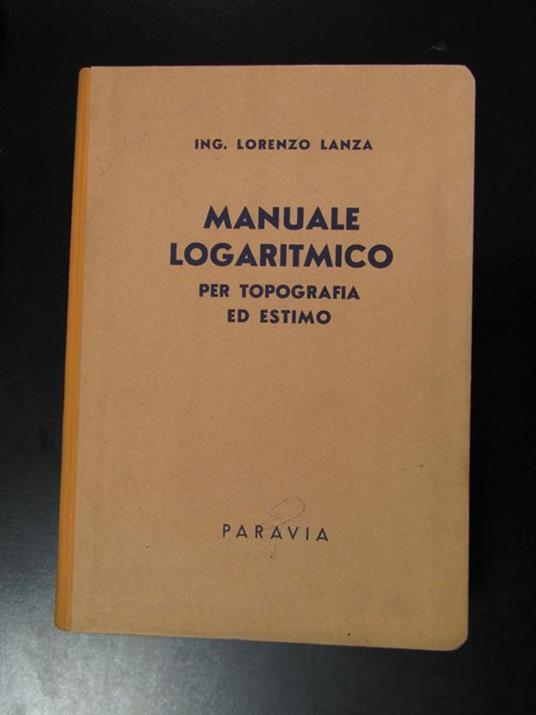 ING. LORENZO LANZA
MANUALE
LOGARITMICO
PER TOPOGRAFIA
ED ESTIMO
PARAVIA